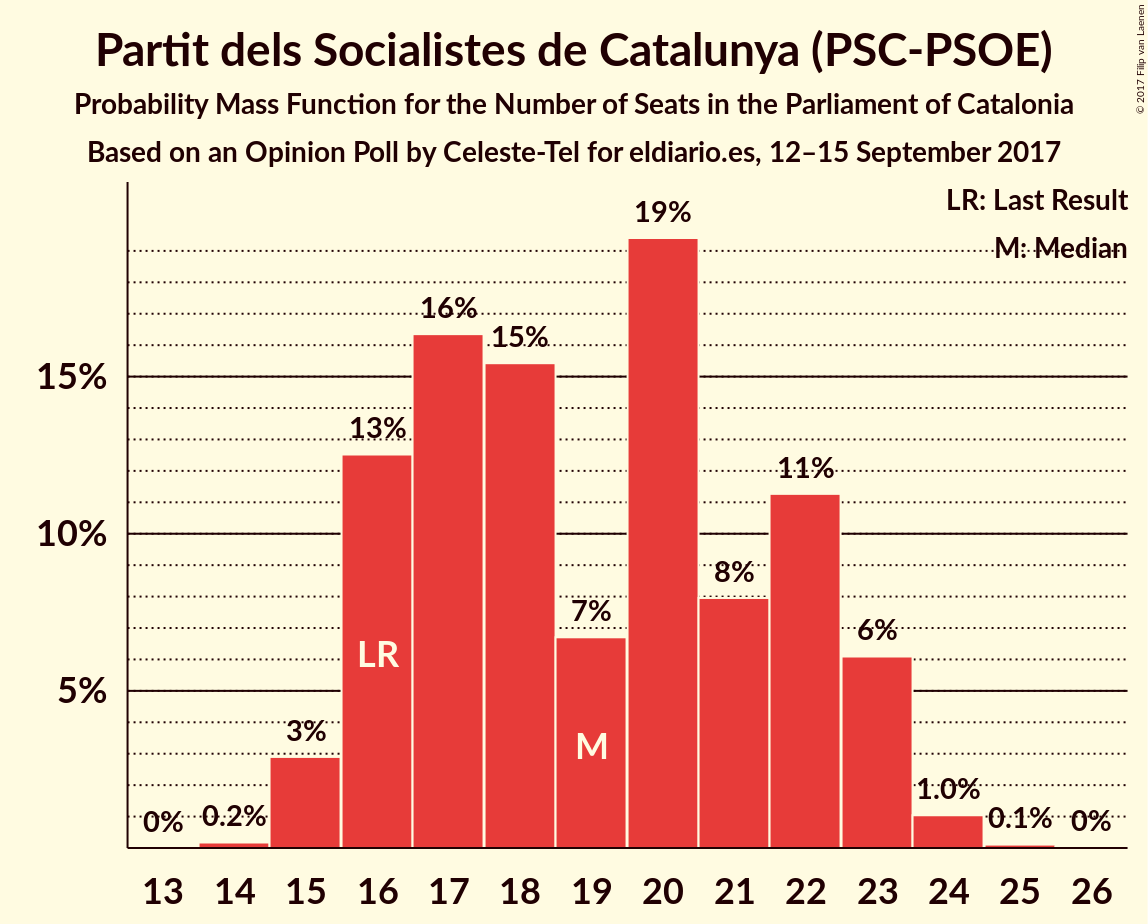 Partit dels Socialistes de Catalunya (PSC-PSOE)
Probability Mass Function for the Number of Seats in the Parliament of Catalonia
Based on an Opinion Poll by Celeste-Tel for eldiario.es, 12–15 September 2017
© 2017 Filip van Laenen
LR: Last Result
M: Median
19%
16%
15%
15%
13%
11%
10%
8%
7%
6%
LR
5%
M
3%
1.0%
0%
0.2%
0.1%
0%
13 14 15 16 17 18 19 20 21 22 23 24 25 26